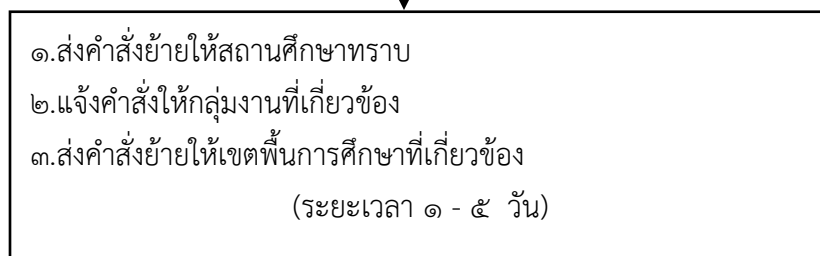 ๑.ส่งคำสั่งย้ายให้สถานศึกษาทราบ
๒.แจ้งคำสั่งให้กลุ่มงานที่เกี่ยวข้อง
๓.ส่งคำสั่งย้ายให้เขตพื้นการศึกษาที่เกี่ยวข้อง
(ระยะเวลา ๑ - ๕ วัน)